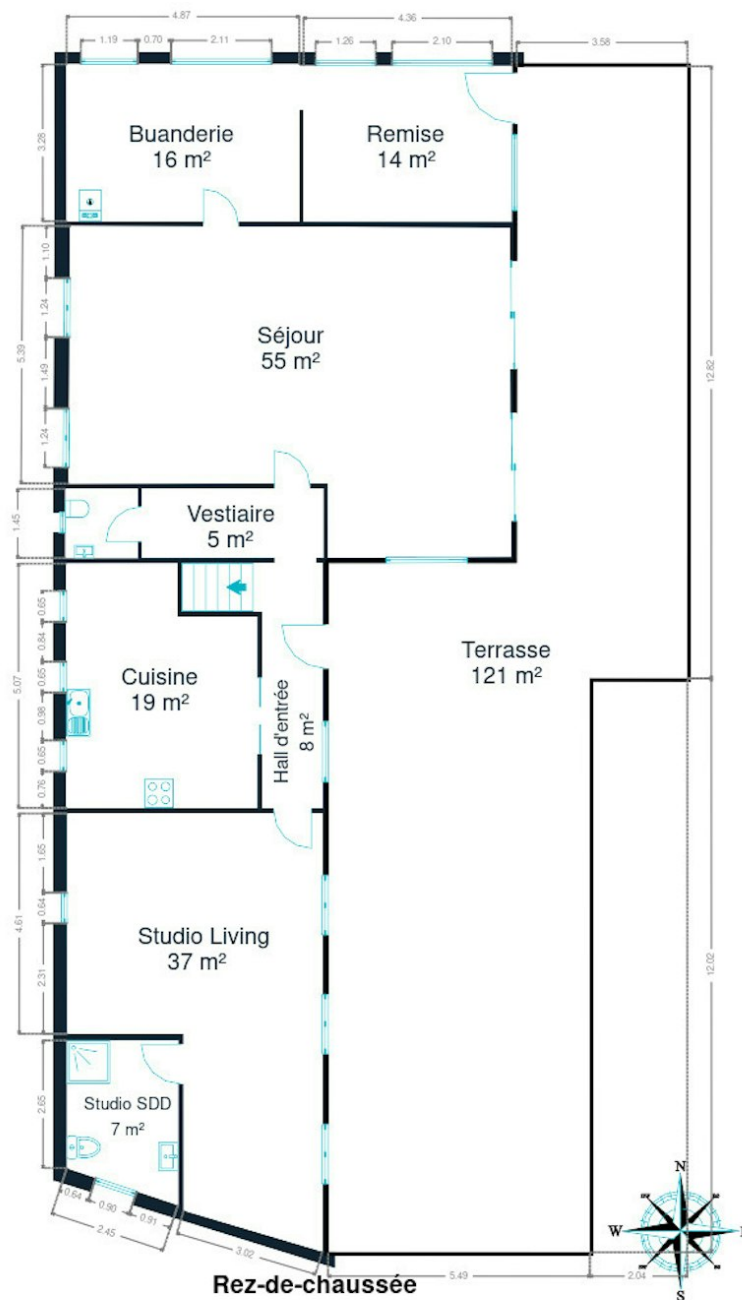 4.87
4.36
1.19
0.70
2.11
1.26
2.10
3.58
Buanderie
16 m²
Remise
14 m²
3.28
1.10
1.24
5.39
1.49
1.24
Séjour
55 m²
12.82
1.45
Vestiaire
5 m²
0.65
0.84
5.07
0.65
0.98
0.65
0.76
Cuisine
19 m²
Hall d'entrée
8 m²
Terrasse
121 m²
1.65
4.61
0.64
2.31
Studio Living
37 m²
12.02
2.65
Studio SDD
7 m²
0.64
0.90
0.91
2.45
3.02
N
W
S
5.49
2.04
Rez-de-chaussée